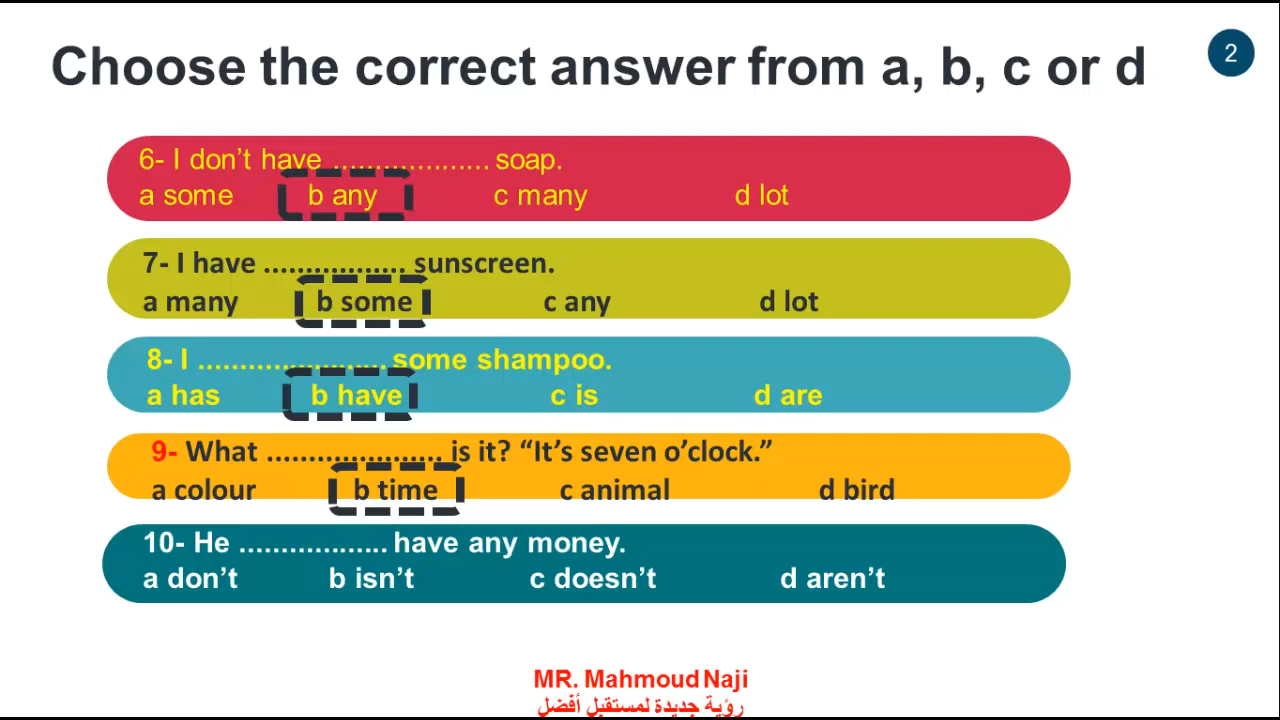 Choose the correct answer from a, b, c or d
2
6- I don’t have ................... soap.
a some b any c many d lot
7- I have ................. sunscreen.
a many b some c any d lot
8- I ....................... some shampoo.
a has b have c is d are
9- What ..................... is it? “It’s seven o’clock.”
a colour b time c animal d bird
10- He .................. have any money.
a don’t b isn’t c doesn’t d aren’t
MR. Mahmoud Naji
رؤية جديدة لمستقبل أفضل